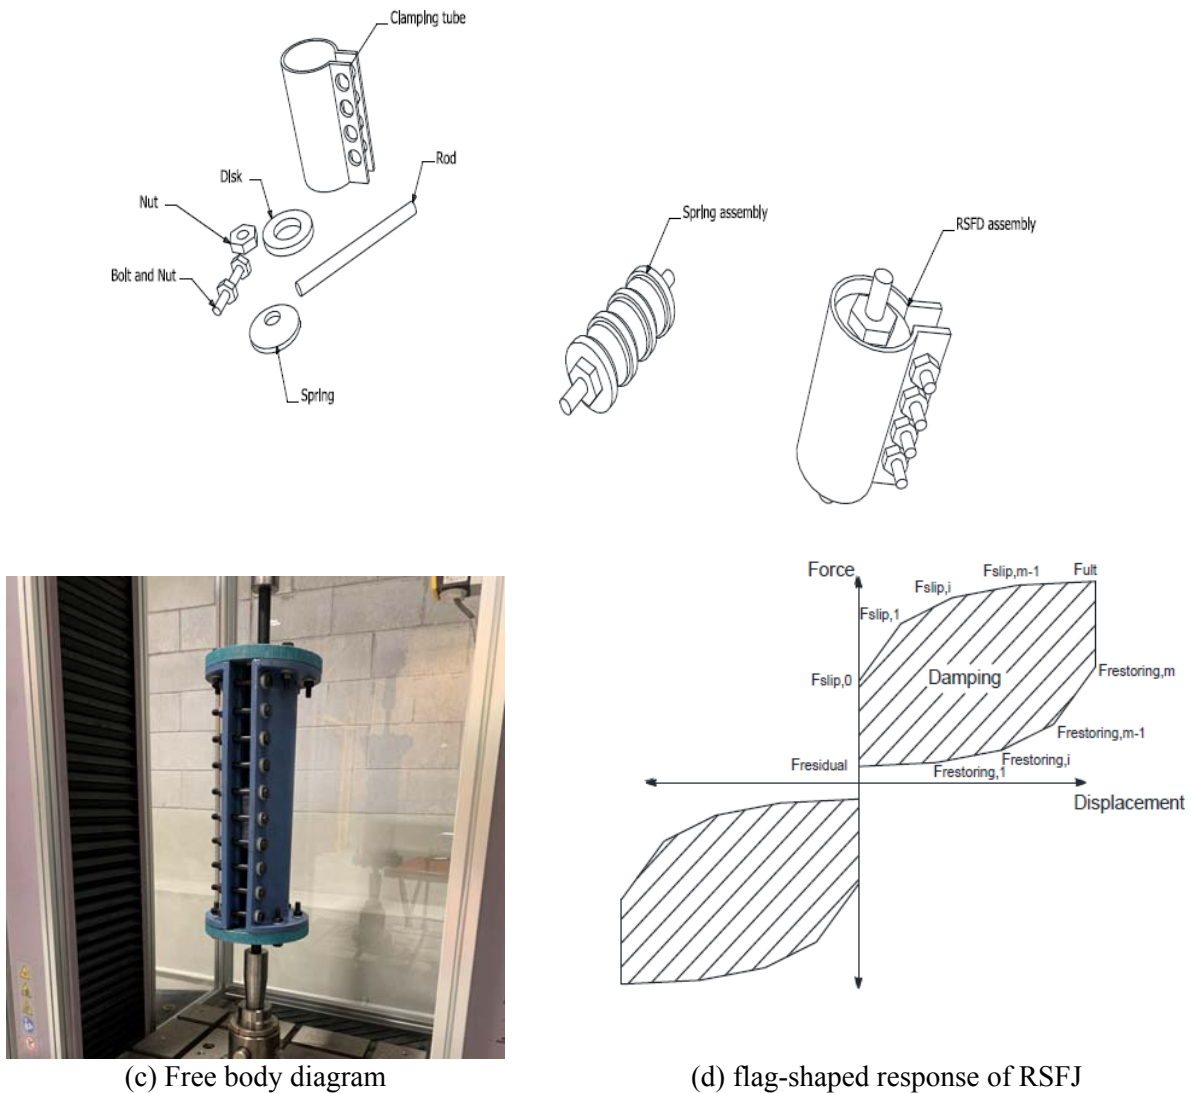 Clamping tube
Rod
Disk
Nut
Bolt and Nut
Spring
Spring assembly
RSFD assembly
Force
Fslip,m-1
Fult
Fslip,i
Fslip,1
Fslip,0
Damping
Frestoring,m
Frestoring,m-1
Frestoring,i
Frestoring,1
Fresidual
Displacement
(c) Free body diagram
(d) flag-shaped response of RSFJ